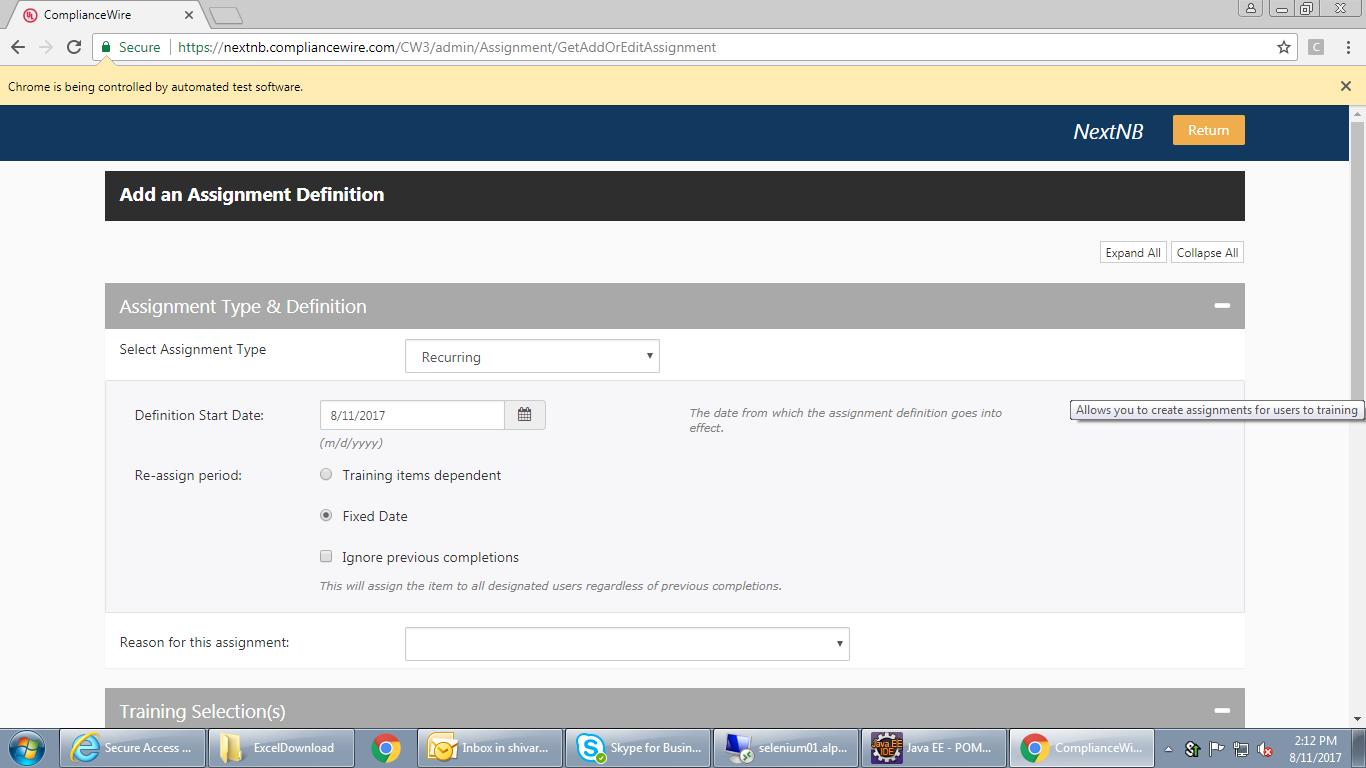 ComplianceWire
Secure https://nextnb.compliancewire.com/CW3/admin/Assignment/GetAddOrEditAssignment
C
Chrome is being controlled by automated test software.
NextNB Return
Add an Assignment Definition
Expand All Collapse All
Assignment Type & Definition
Select Assignment Type Recurring
Definition Start Date: 8/11/2017 The date from which the assignment definition goes into
effect.
Allows you to create assignments for users to training
(m/d/yyyy)
Re-assign period: Training items dependent
Fixed Date
Ignore previous completions
This will assign the item to all designated users regardless of previous completions.
Reason for this assignment:
Training Selection(s)
Secure Access ... ExcelDownload Inbox in shivar... Skype for Busin... selenium01.alp... Java EE IDE Java EE - POM... ComplianceWi... 2:12 PM
8/11/2017